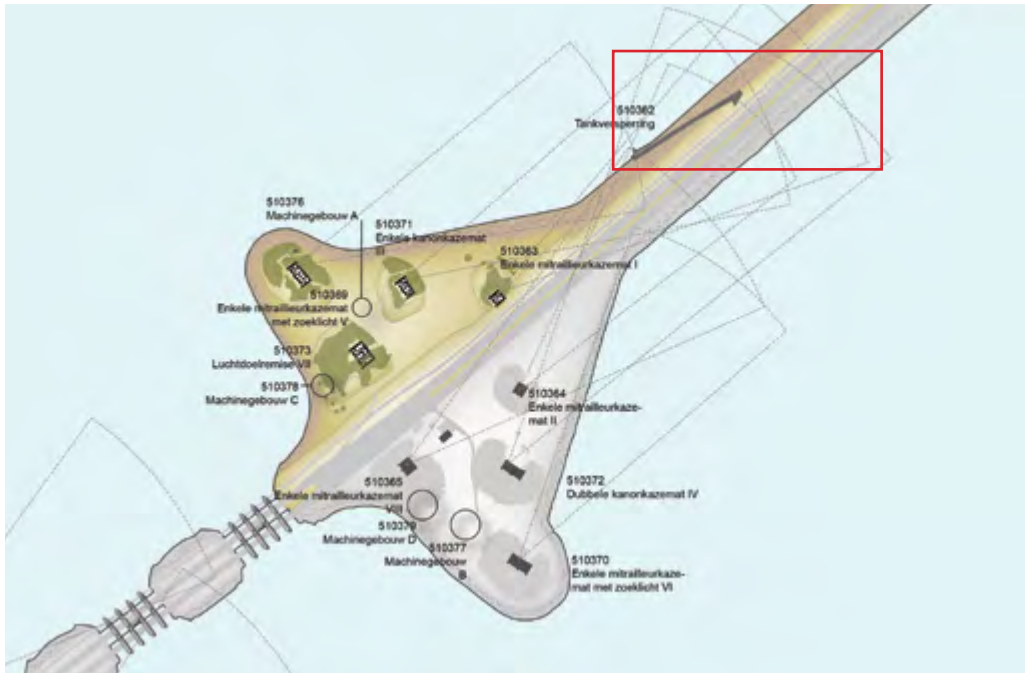 510362
Tankversperring
510376
Machinegebouw A
510371
Enkele kanonkazemat
III
510363
Enkele mitrailleurkazemat I
510369
Enkele mitrailleurkazemat
met zoeklicht V
510373
Luchtdoelremise VII
510378
Machinegebouw C
510364
Enkele mitrailleurkaze-
mat II
510365
Enkele mitrailleurkazemat
VIII
510379
Machinegebouw D
510377
Machinegebouw
B
510372
Dubbele kanonkazemat IV
510370
Enkele mitrailleurkaze-
mat met zoeklicht VI